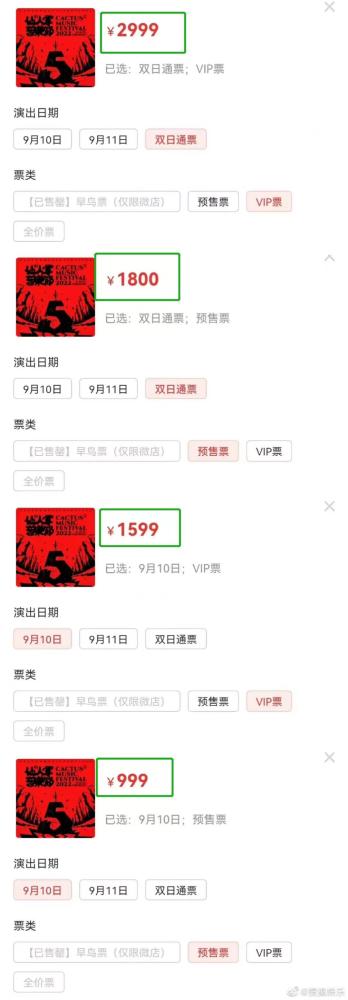 CACTUS
MUSIC
FESTIVAL
2022
¥2999
已选：双日通票；VIP票
演出日期
9月10日 9月11日 双日通票
票类
【已售罄】早鸟票（仅限微店） 预售票 VIP票
全价票
CACTUS
MUSIC
FESTIVAL
2022
¥1800
已选：双日通票；预售票
演出日期
9月10日 9月11日 双日通票
票类
【已售罄】早鸟票（仅限微店） 预售票 VIP票
全价票
CACTUS
MUSIC
FESTIVAL
2022
¥1599
已选：9月10日；VIP票
演出日期
9月10日 9月11日 双日通票
票类
【已售罄】早鸟票（仅限微店） 预售票 VIP票
全价票
CACTUS
MUSIC
FESTIVAL
2022
¥999
已选：9月10日；预售票
演出日期
9月10日 9月11日 双日通票
票类
【已售罄】早鸟票（仅限微店） 预售票 VIP票
全价票